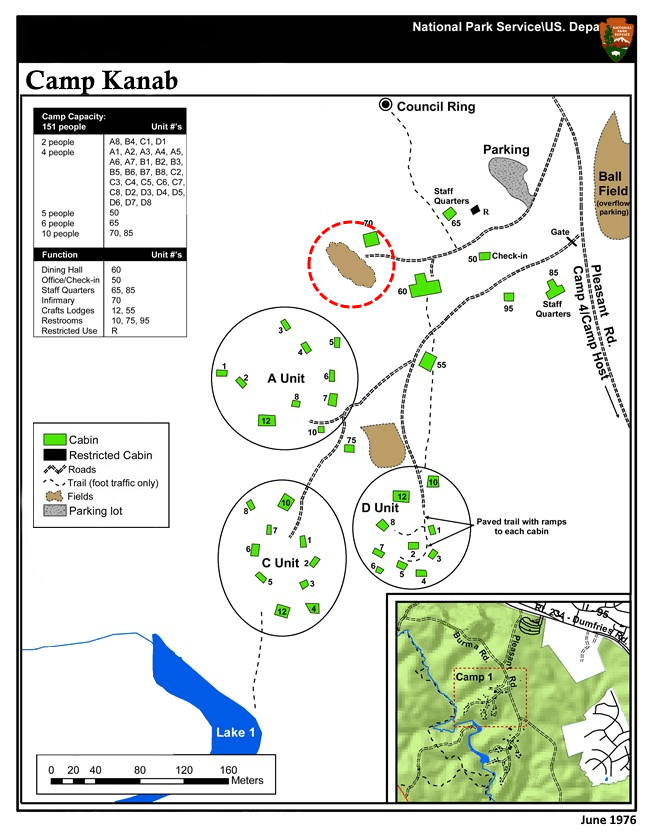 National Park Service\US. Depa
NATIONAL
PARK
SERVICE
Camp Kanab
Camp Capacity:
151 people Unit #'s
2 people A8, B4, C1, D1
4 people A1, A2, A3, A4, A5,
A6, A7, B1, B2, B3,
B5, B6, B7, B8, C2,
C3, C4, C5, C6, C7,
C8, D2, D3, D4, D5,
D6, D7, D8
5 people 50
6 people 65
10 people 70, 85
Function Unit #'s
Dining Hall 60
Office/Check-in 50
Staff Quarters 65, 85
Infirmary 70
Crafts Lodges 12, 55
Restrooms 10, 75, 95
Restricted Use R
Council Ring
Parking
Ball
Field
(overflow
parking)
Staff
Quarters
R
65
70
Gate
50 Check-in
85
60
95
Staff
Quarters
Pleasant Rd.
Camp 4/Camp Host
3
5
4
1
2
A Unit
6
8
7
12
10
55
75
Cabin
Restricted Cabin
Roads
Trail (foot traffic only)
Fields
Parking lot
10
8
7
1
6
C Unit
2
5
3
12
4
10
12
D Unit
8
1
Paved trail with ramps
to each cabin
7
2
3
6
5
4
Lake 1
0 20 40 80 120 160
Meters
I-95
Rt. 234 - Dumfries Rd.
Burma Rd.
Pleasant Rd.
Camp 1
June 1976